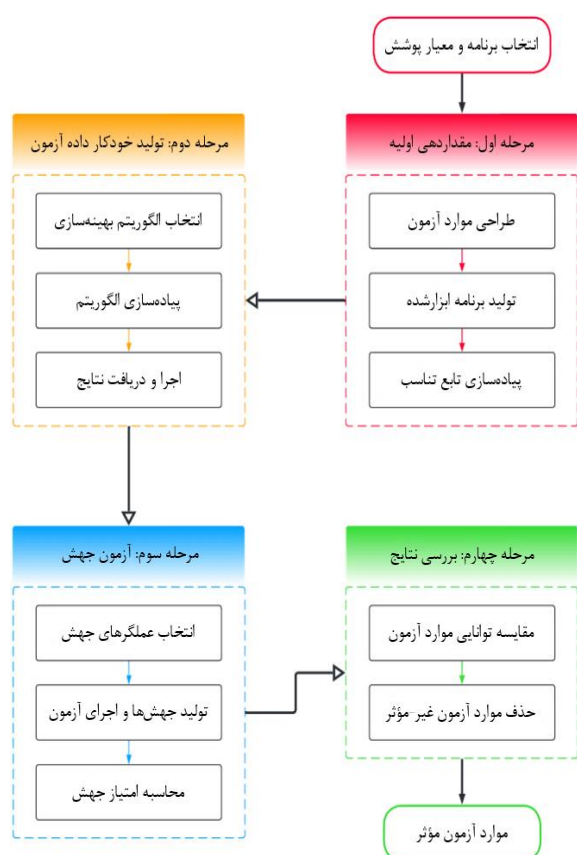 انتخاب برنامه و معیار پوشش
مرحله اول: مقداردهی اولیه
طراحی موارد آزمون
تولید برنامه ابزارشده
پیاده‌سازی تابع تناسب
مرحله دوم: تولید خودکار داده آزمون
انتخاب الگوریتم بهینه‌سازی
پیاده‌سازی الگوریتم
اجرا و دریافت نتایج
مرحله سوم: آزمون جهش
انتخاب عملگرهای جهش
تولید جهش‌ها و اجرای آزمون
محاسبه امتیاز جهش
مرحله چهارم: بررسی نتایج
مقایسه توانایی موارد آزمون
حذف موارد آزمون غیر-مؤثر
موارد آزمون مؤثر